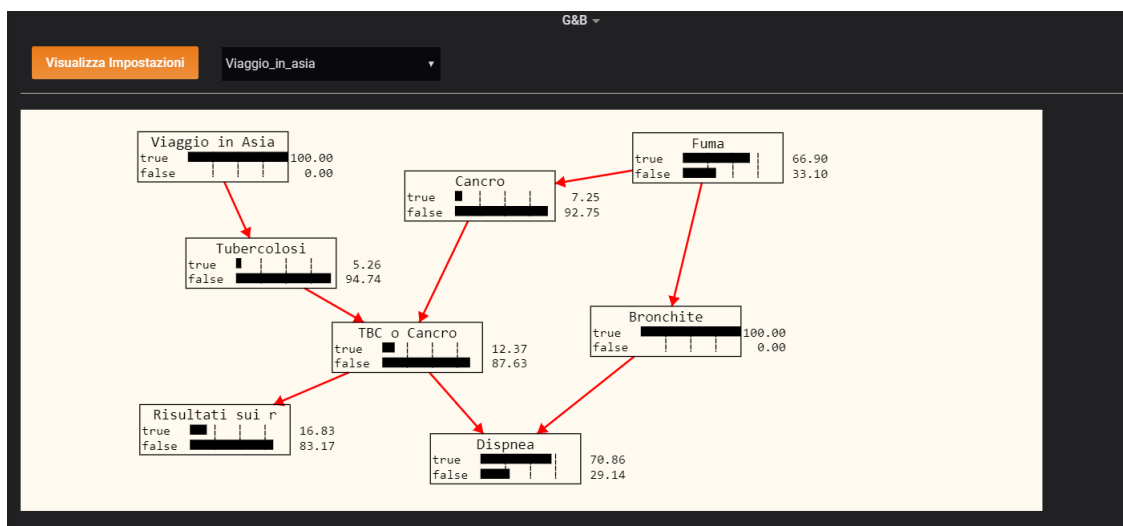 G&B
Visualizza Impostazioni
Viaggio_in_asia
Viaggio in Asia
true 100.00
false 0.00
Fuma
true 66.90
false 33.10
Cancro
true 7.25
false 92.75
Tubercolosi
true 5.26
false 94.74
Bronchite
true 100.00
false 0.00
TBC o Cancro
true 12.37
false 87.63
Risultati sui r
true 16.83
false 83.17
Dispnea
true 70.86
false 29.14